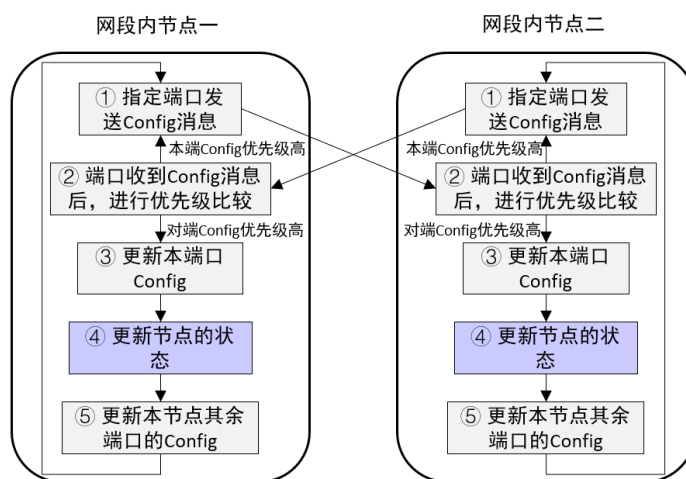 网段内节点一
① 指定端口发
送Config消息
本端Config优先级高
② 端口收到Config消息
后，进行优先级比较
对端Config优先级高
③ 更新本端口
Config
④ 更新节点的状
态
⑤ 更新本节点其余
端口的Config
网段内节点二
① 指定端口发
送Config消息
本端Config优先级高
② 端口收到Config消息
后，进行优先级比较
对端Config优先级高
③ 更新本端口
Config
④ 更新节点的状
态
⑤ 更新本节点其余
端口的Config